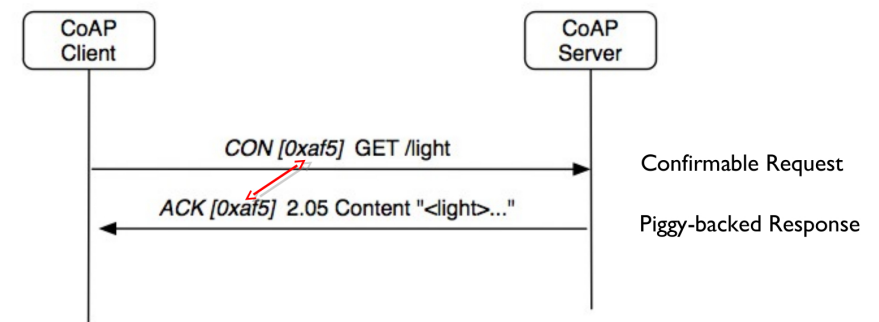 CoAP
Client
CoAP
Server
CON [0xaf5] GET /light
Confirmable Request
ACK [0xaf5] 2.05 Content "<light>..."
Piggy-backed Response